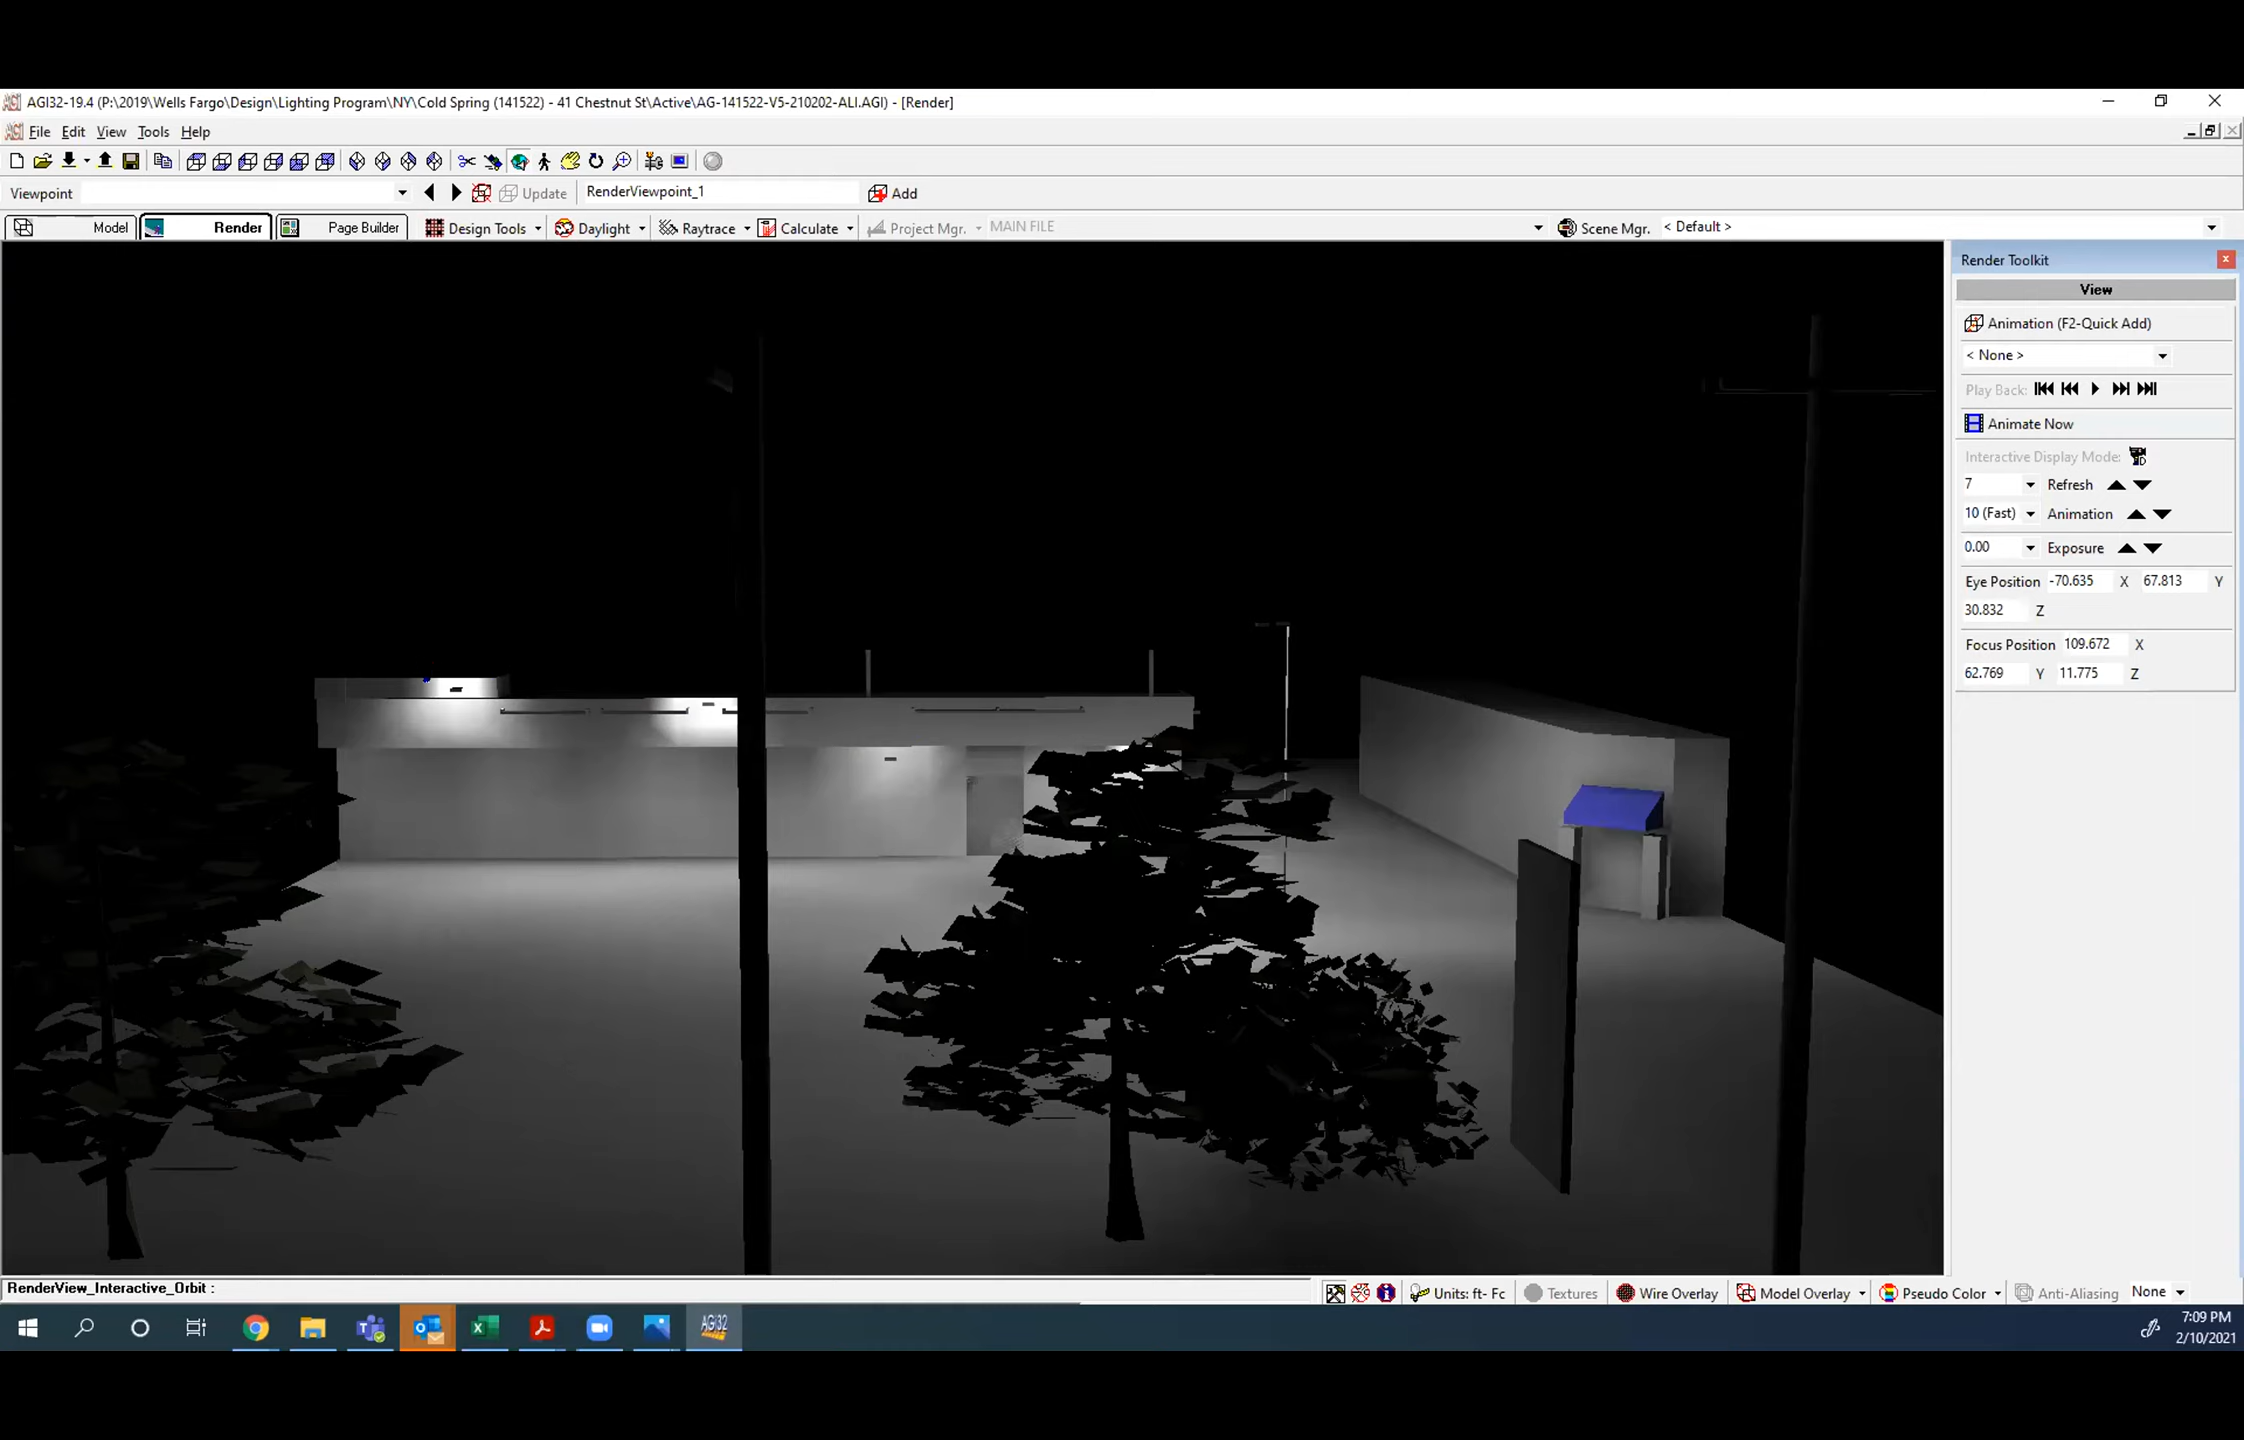 AGI32-19.4 (P:\2019\Wells Fargo\Design\Lighting Program\NY\Cold Spring (141522) - 41 Chestnut St\Active\AG-141522-V5-210202-ALI.AGI) - [Render]
File Edit View Tools Help
Viewpoint Update RenderViewpoint_1 Add
Model Render Page Builder Design Tools Daylight Raytrace Calculate Project Mgr. MAIN FILE Scene Mgr. < Default >
Render Toolkit
View
Animation (F2-Quick Add)
< None >
Play Back:
Animate Now
Interactive Display Mode:
7 Refresh
10 (Fast) Animation
0.00 Exposure
Eye Position -70.635 X 67.813 Y
30.832 Z
Focus Position 109.672 X
62.769 Y 11.775 Z
RenderView_Interactive_Orbit :
Units: ft- Fc Textures Wire Overlay Model Overlay Pseudo Color Anti-Aliasing None
AGi32
7:09 PM
2/10/2021